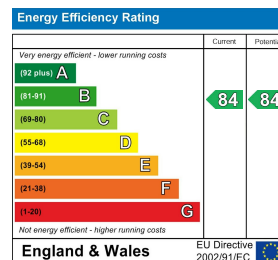 Energy Efficiency Rating
Current Potentia
Very energy efficient - lower running costs
(92 plus) A
(81-91) B
84 84
(69-80) C
(55-68) D
(39-54) E
(21-38) F
(1-20) G
Not energy efficient - higher running costs
England & Wales
EU Directive
2002/91/EC